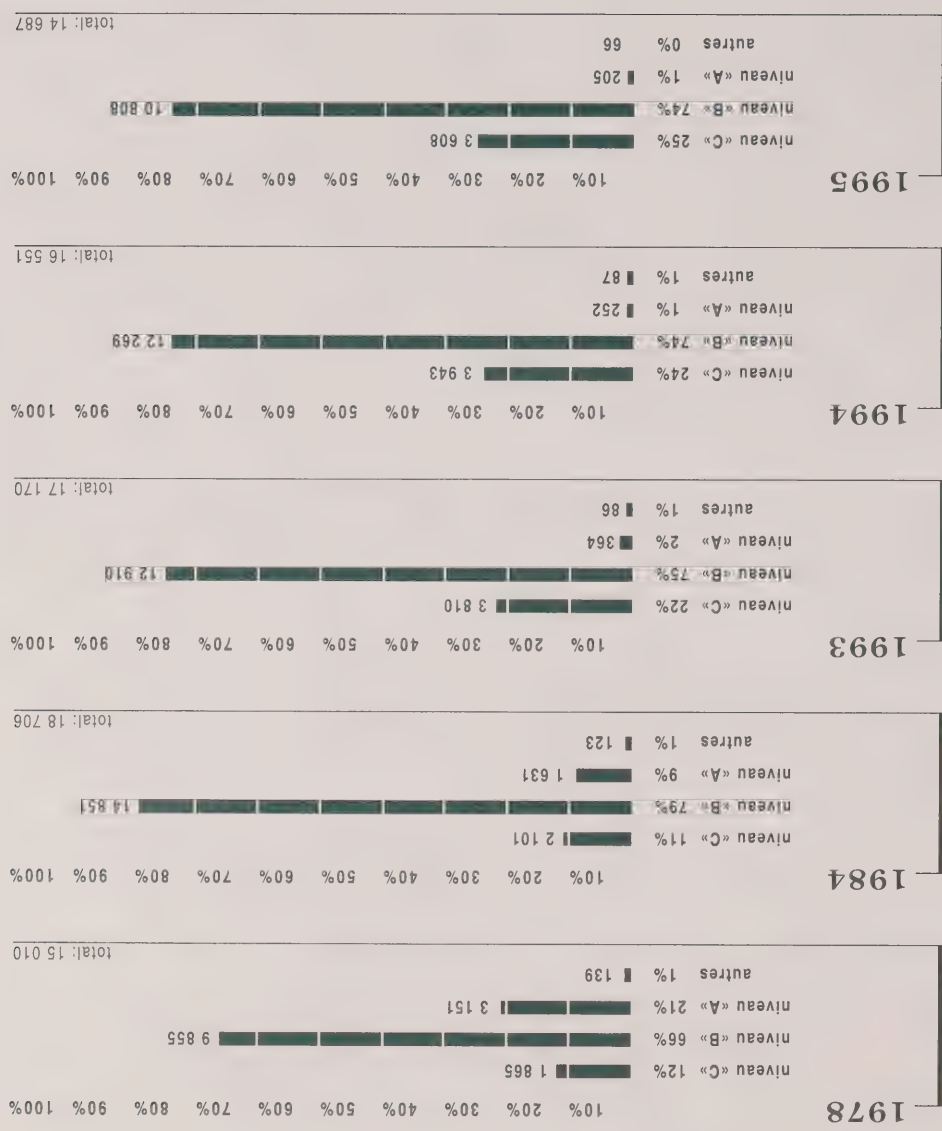 1978
10% 20% 30% 40% 50% 60% 70% 80% 90% 100%
niveau «C» 12% 1 865
niveau «B» 66% 9 855
niveau «A» 21% 3 151
autres 1% 139
total: 15 010
1984
10% 20% 30% 40% 50% 60% 70% 80% 90% 100%
niveau «C» 11% 2 101
niveau «B» 79% 14 851
niveau «A» 9% 1 631
autres 1% 123
total: 18 706
1993
10% 20% 30% 40% 50% 60% 70% 80% 90% 100%
niveau «C» 22% 3 810
niveau «B» 75% 12 910
niveau «A» 2% 364
autres 1% 86
total: 17 170
1994
10% 20% 30% 40% 50% 60% 70% 80% 90% 100%
niveau «C» 24% 3 943
niveau «B» 74% 12 269
niveau «A» 1% 252
autres 1% 87
total: 16 551
1995
10% 20% 30% 40% 50% 60% 70% 80% 90% 100%
niveau «C» 25% 3 608
niveau «B» 74% 10 808
niveau «A» 1% 205
autres 0% 66
total: 14 687